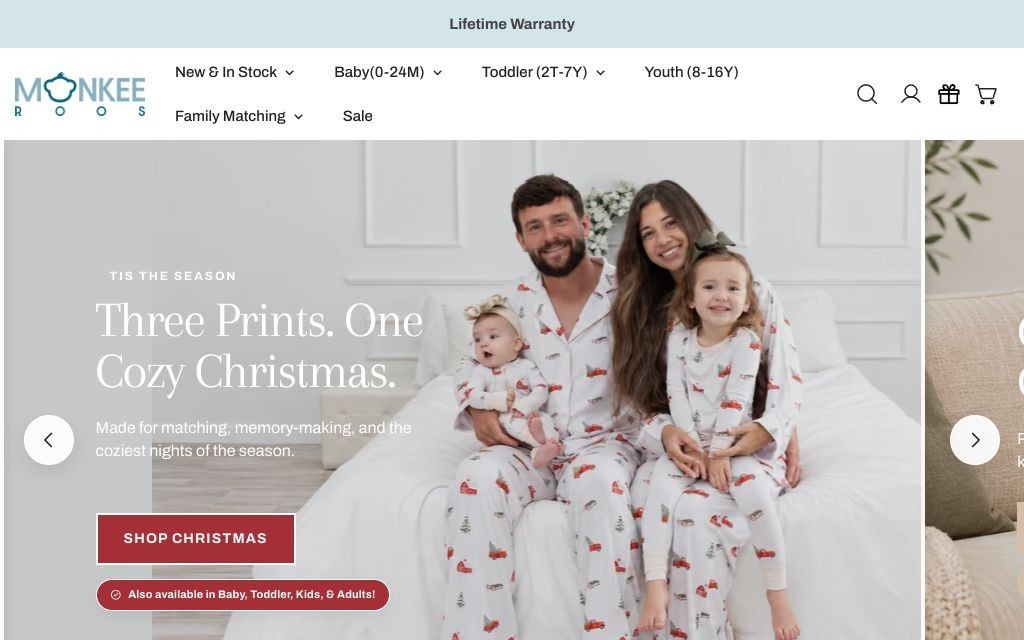 Lifetime Warranty
MONKEE
ROOS
New & In Stock
Baby(0-24M)
Toddler (2T-7Y)
Youth (8-16Y)
Family Matching
Sale
TIS THE SEASON
Three Prints. One
Cozy Christmas.
Made for matching, memory-making, and the
coziest nights of the season.
SHOP CHRISTMAS
Also available in Baby, Toddler, Kids, & Adults!